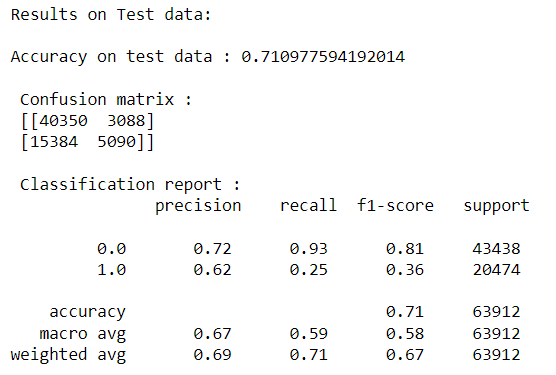 Results on Test data:
Accuracy on test data : 0.710977594192014
Confusion matrix :
[[40350 3088]
[15384 5090]]
Classification report :
precision recall f1-score support
0.0 0.72 0.93 0.81 43438
1.0 0.62 0.25 0.36 20474
accuracy 0.71 63912
macro avg 0.67 0.59 0.58 63912
weighted avg 0.69 0.71 0.67 63912